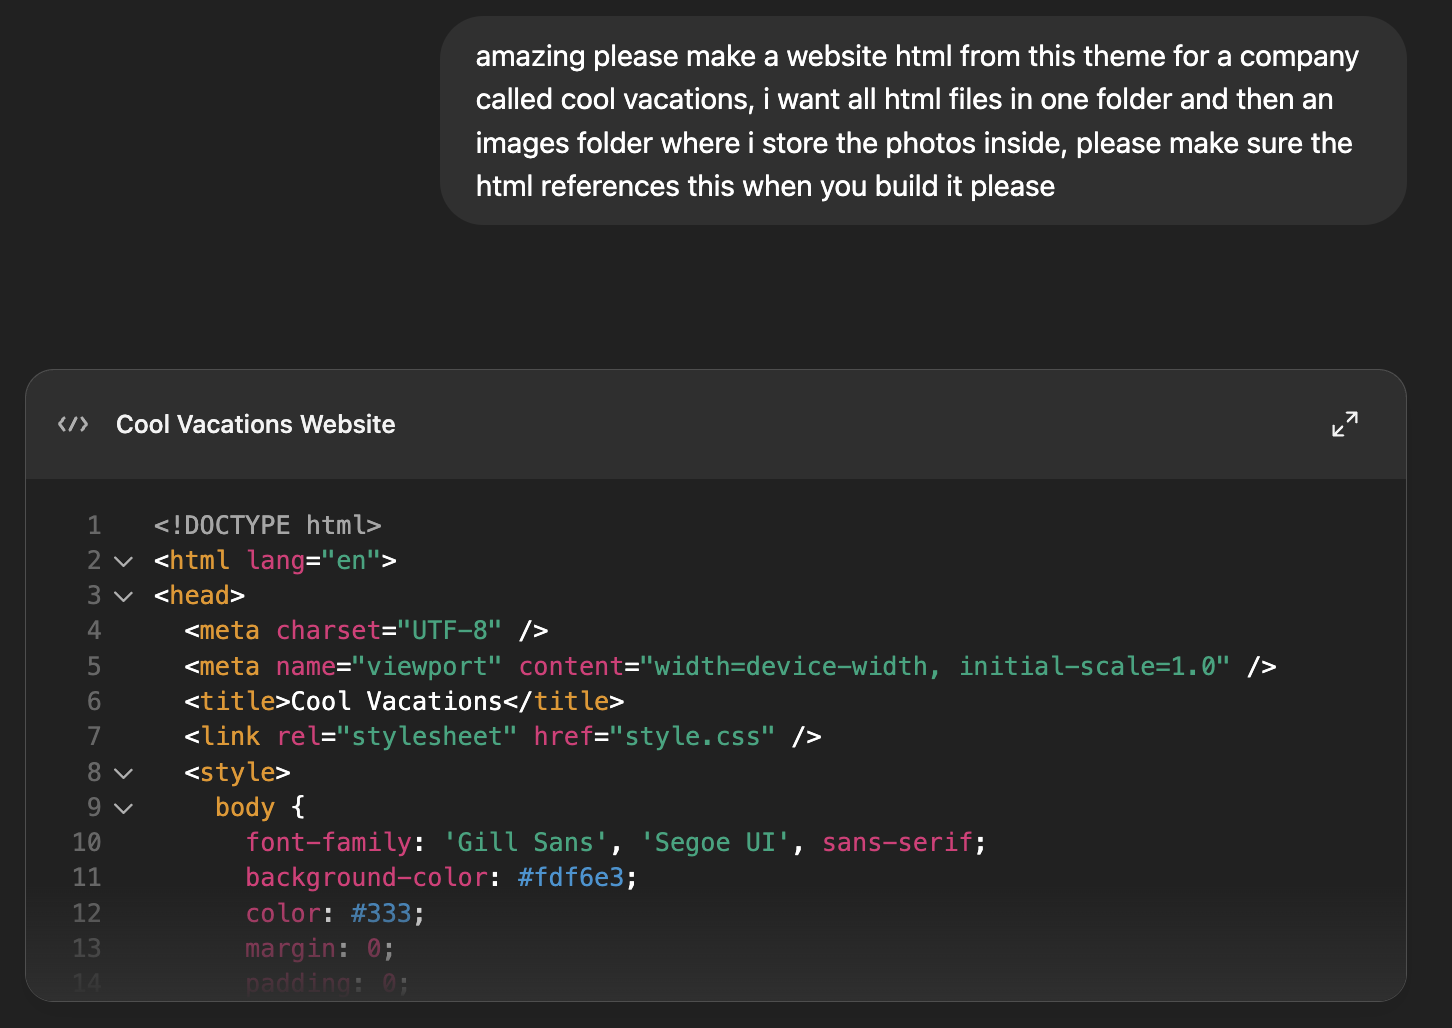 amazing please make a website html from this theme for a company
called cool vacations, i want all html files in one folder and then an
images folder where i store the photos inside, please make sure the
html references this when you build it please
Cool Vacations Website
1 <!DOCTYPE html>
2 <html lang="en">
3 <head>
4 <meta charset="UTF-8" />
5 <meta name="viewport" content="width=device-width, initial-scale=1.0" />
6 <title>Cool Vacations</title>
7 <link rel="stylesheet" href="style.css" />
8 <style>
9 body {
10 font-family: 'Gill Sans', 'Segoe UI', sans-serif;
11 background-color: #fdf6e3;
12 color: #333;
13 margin: 0;
14 padding: 0;